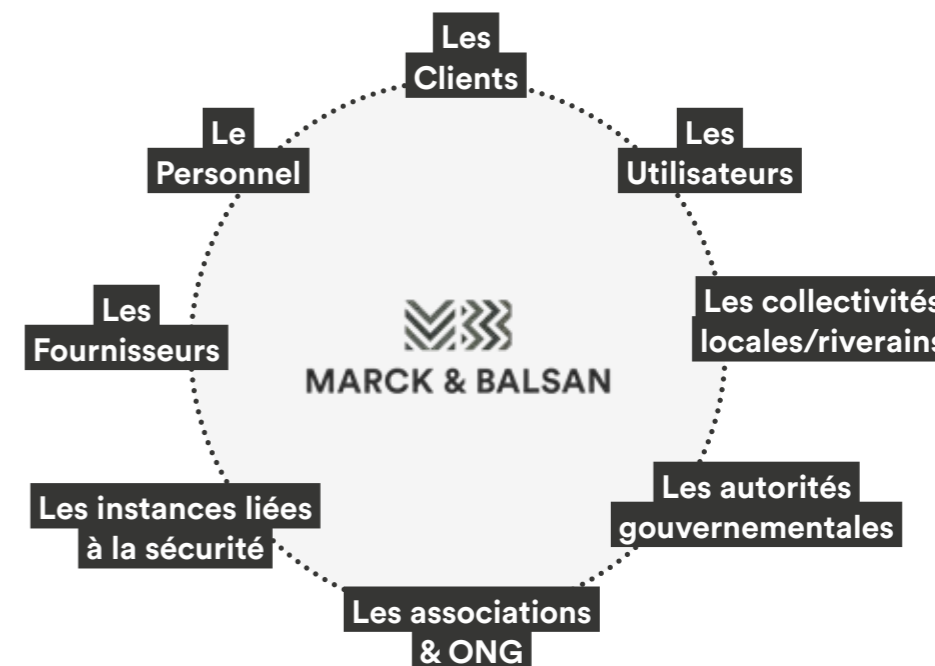 Les
Clients
Le
Personnel
Les
Utilisateurs
Les
Fournisseurs
Les collectivités
locales/riverains
MARCK & BALSAN
Les instances liées
à la sécurité
Les autorités
gouvernementales
Les associations
& ONG